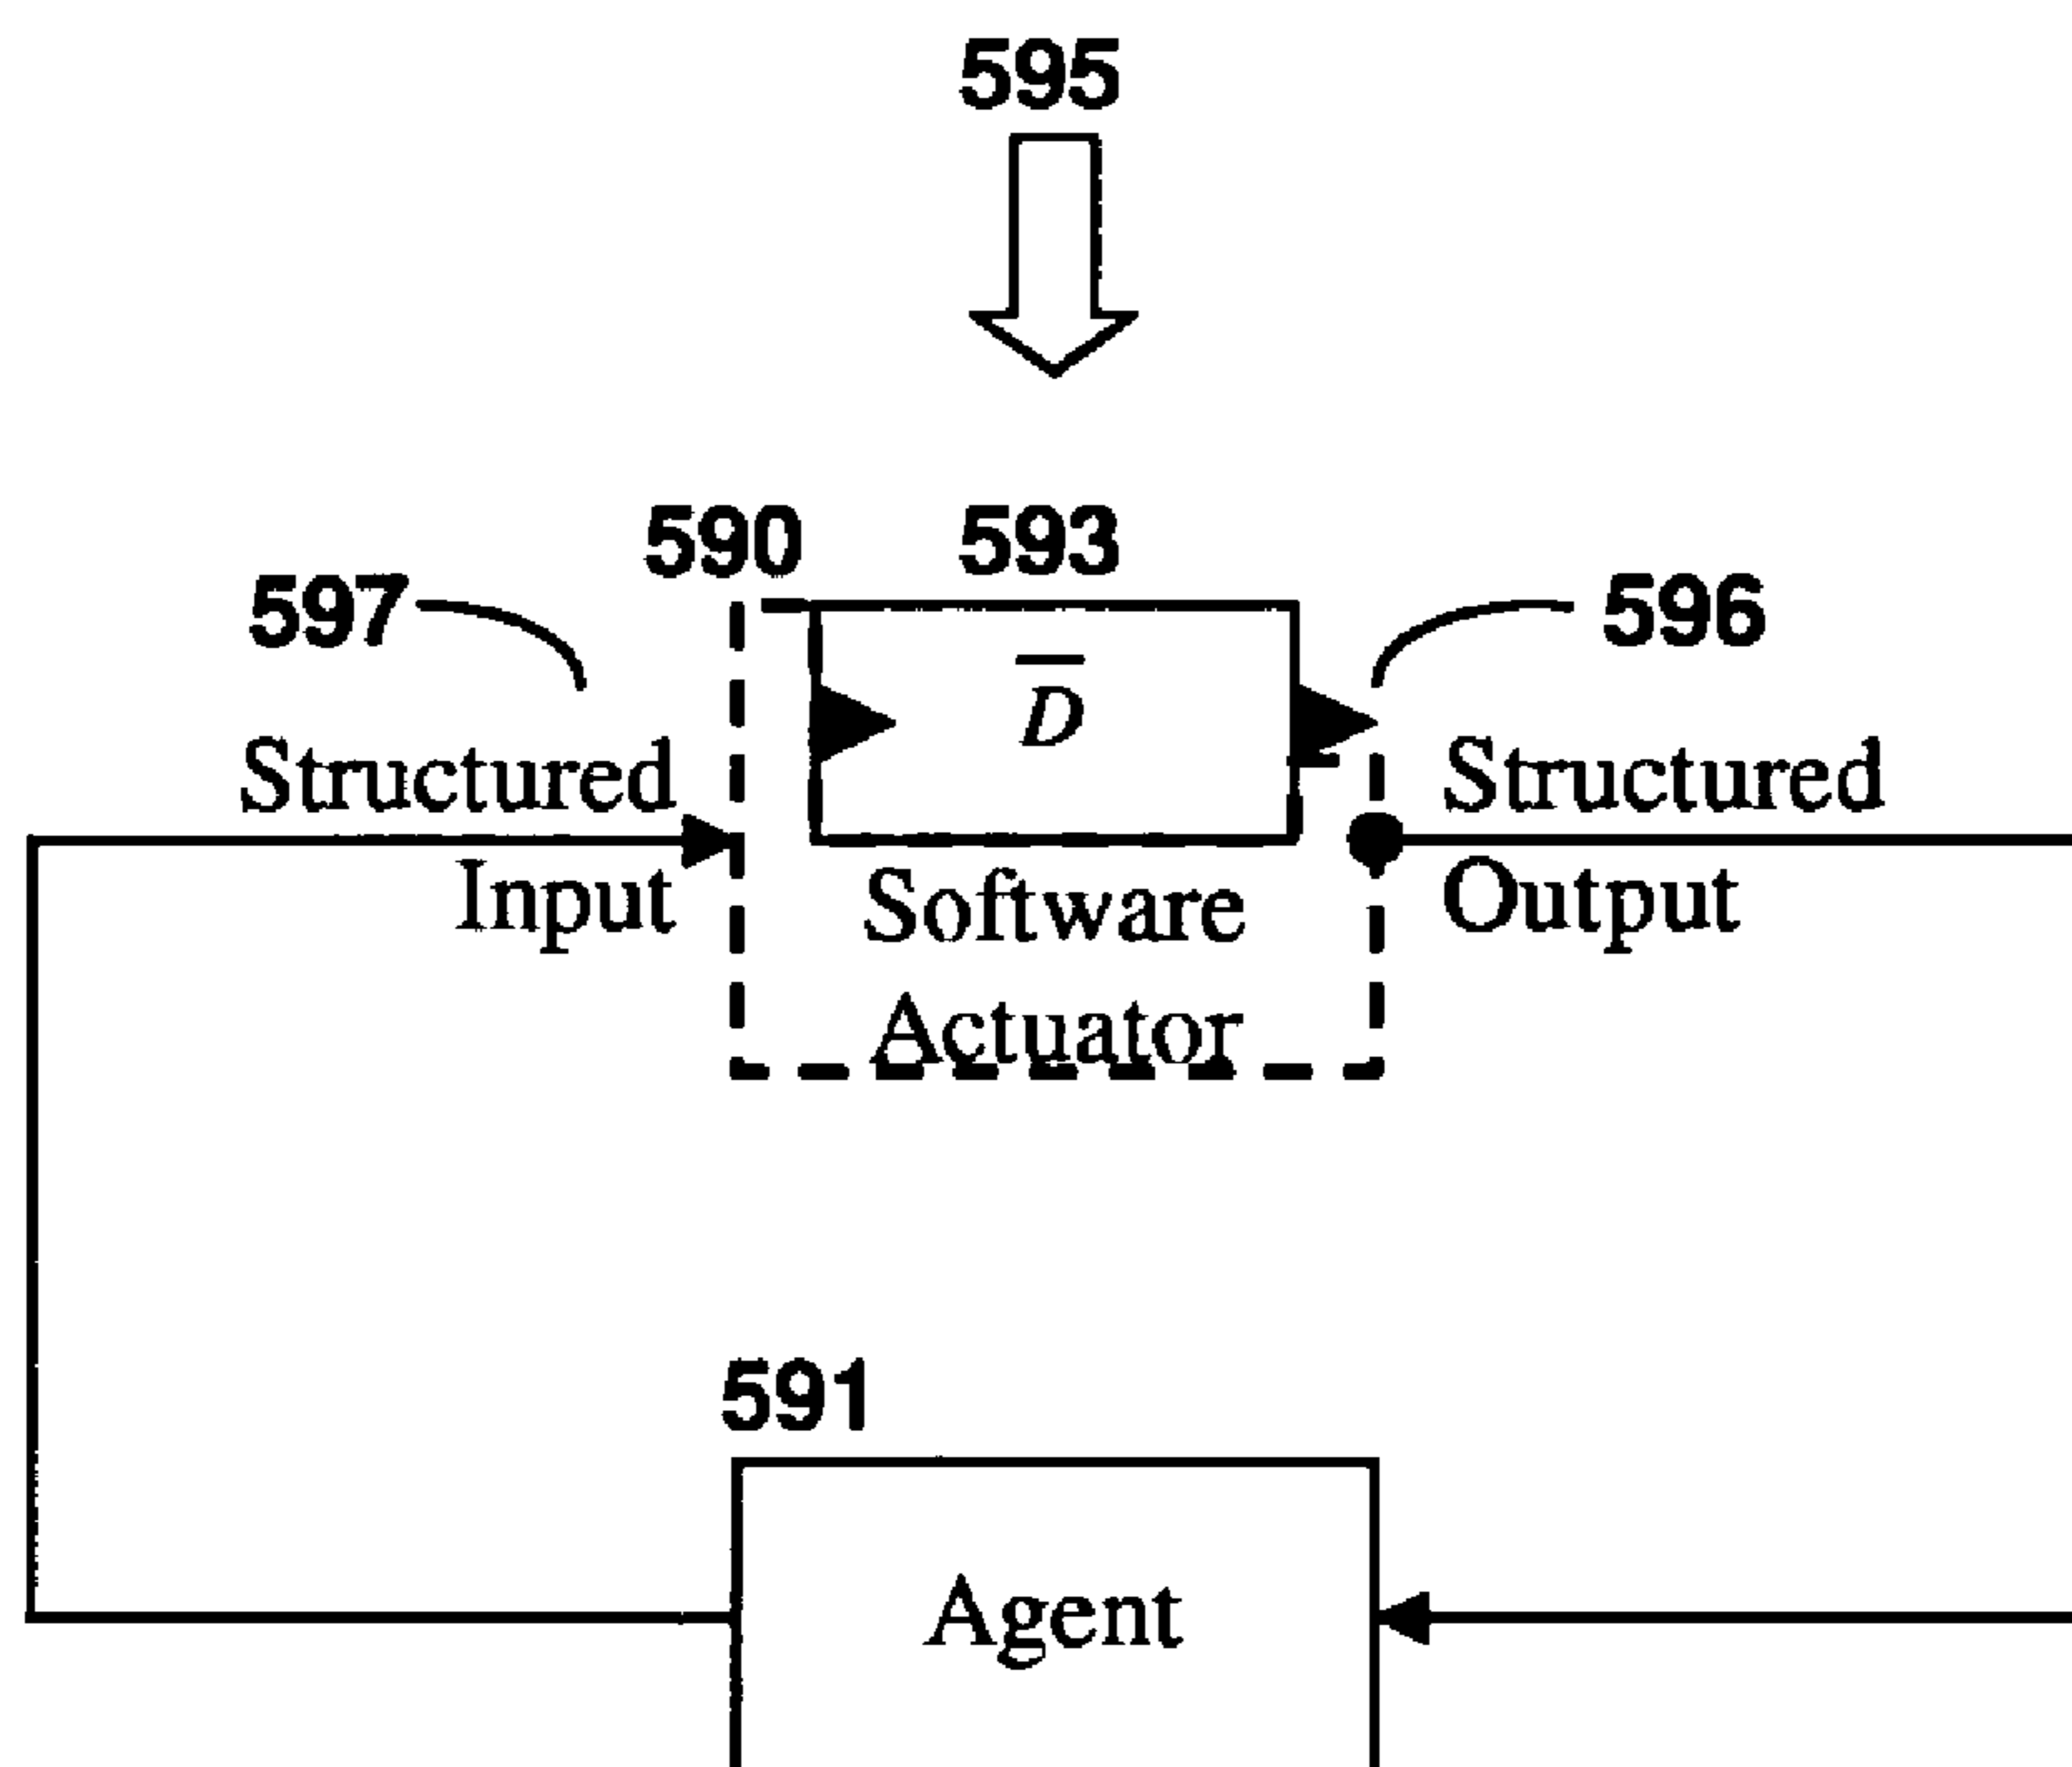 595
590
593
597
596
D̅
Structured
Input
Structured
Output
Software
Actuator
591
Agent